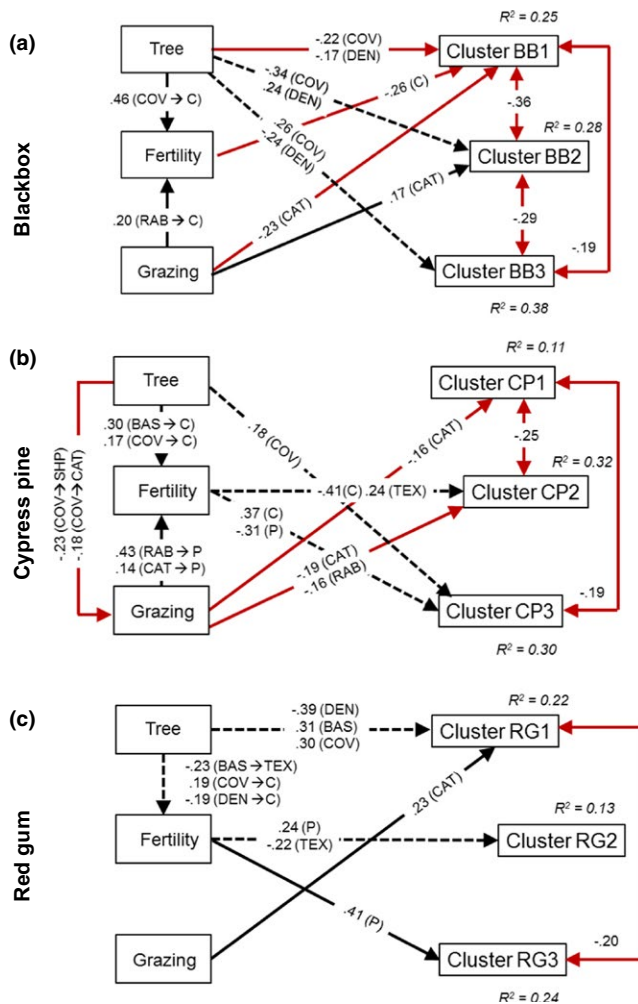 (a)
Blackbox
Tree
Fertility
Grazing
.46 (COV → C)
.20 (RAB → C)
-.22 (COV)
-.17 (DEN)
-.34 (COV)
.24 (DEN)
-.26 (C)
.26 (COV)
-.24 (DEN)
-.23 (CAT)
.17 (CAT)
R² = 0.25
Cluster BB1
-.36
R² = 0.28
Cluster BB2
-.29
-.19
Cluster BB3
R² = 0.38
(b)
Cypress pine
Tree
Fertility
Grazing
-.23 (COV→SHP)
-.18 (COV→CAT)
.30 (BAS → C)
.17 (COV → C)
.43 (RAB → P
.14 (CAT → P)
.18 (COV)
-.16 (CAT)
-.41(C) .24 (TEX)
.37 (C)
-.31 (P)
-.19 (CAT)
-.16 (RAB)
R² = 0.11
Cluster CP1
-.25
R² = 0.32
Cluster CP2
-.19
Cluster CP3
R² = 0.30
(c)
Red gum
Tree
Fertility
Grazing
-.39 (DEN)
.31 (BAS)
.30 (COV)
-.23 (BAS→TEX)
.19 (COV→C)
-.19 (DEN →C)
.23 (CAT)
.24 (P)
-.22 (TEX)
.41 (P)
R² = 0.22
Cluster RG1
R² = 0.13
Cluster RG2
-.20
Cluster RG3
R² = 0.24